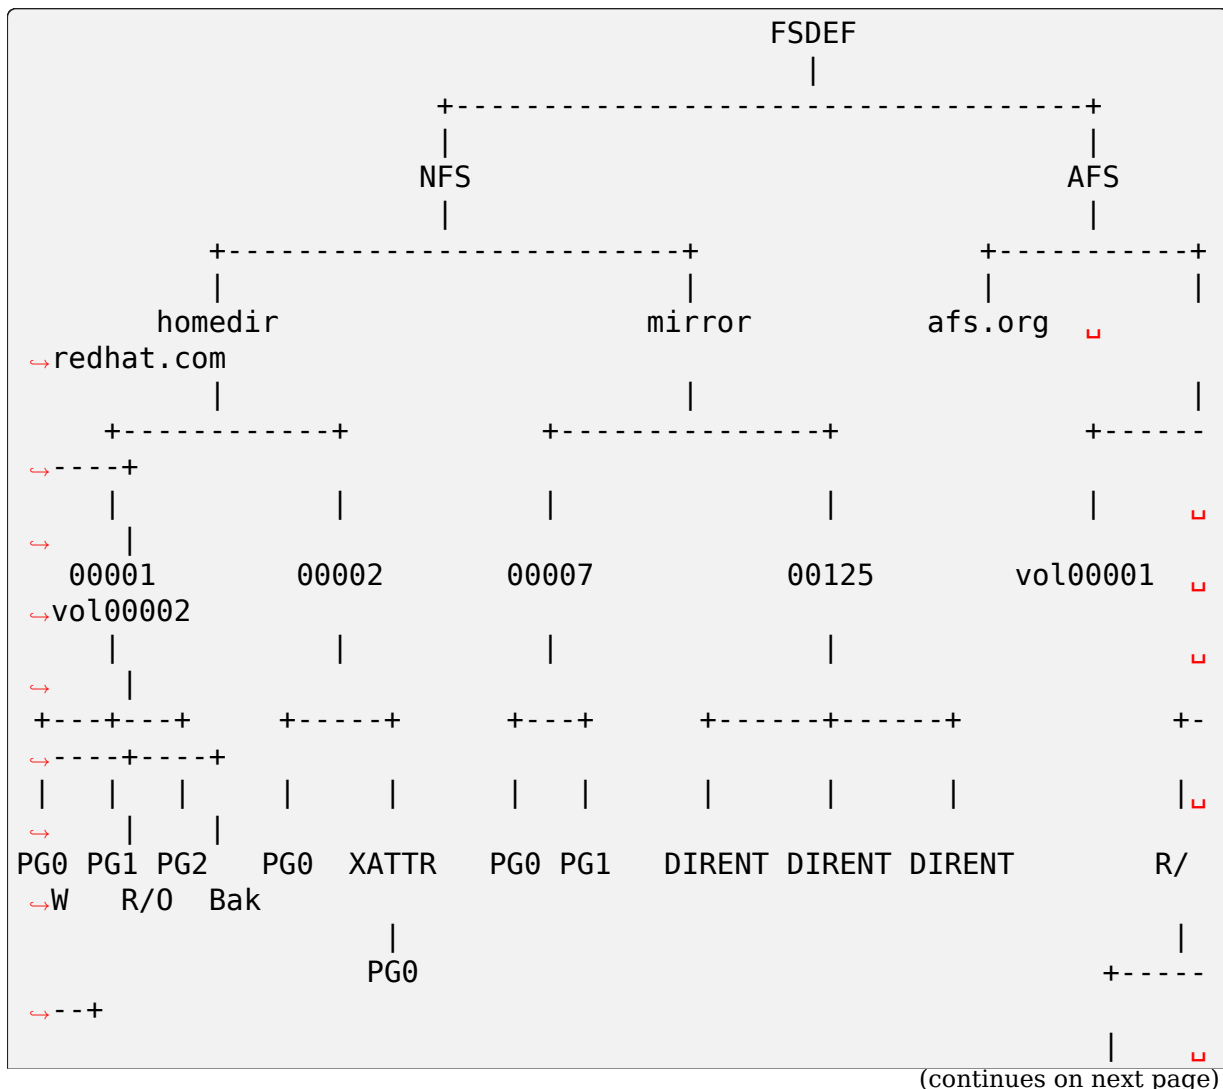 FSDEF
                                             |
                        +------------------------------------+
                        |                                    |
                       NFS                                  AFS
                        |                                    |
           +--------------------------+                +-----------+
           |                          |                |           |
        homedir                     mirror          afs.org  ␣
↪redhat.com
           |                          |                            |
     +------------+           +---------------+              +------
↪----+
     |            |           |               |              |     ␣
↪    |
   00001        00002       00007           00125        vol00001  ␣
↪vol00002
     |            |           |               |                    ␣
↪    |
 +---+---+     +-----+      +---+      +------+------+            +-
↪----+----+
 |   |   |     |     |      |   |      |      |      |            |␣
↪    |    |
PG0 PG1 PG2   PG0  XATTR   PG0 PG1   DIRENT DIRENT DIRENT        R/
↪W   R/O  Bak
                     |                                            |
                    PG0                                       +-----
↪--+
                                                              |    ␣
(continues on next page)